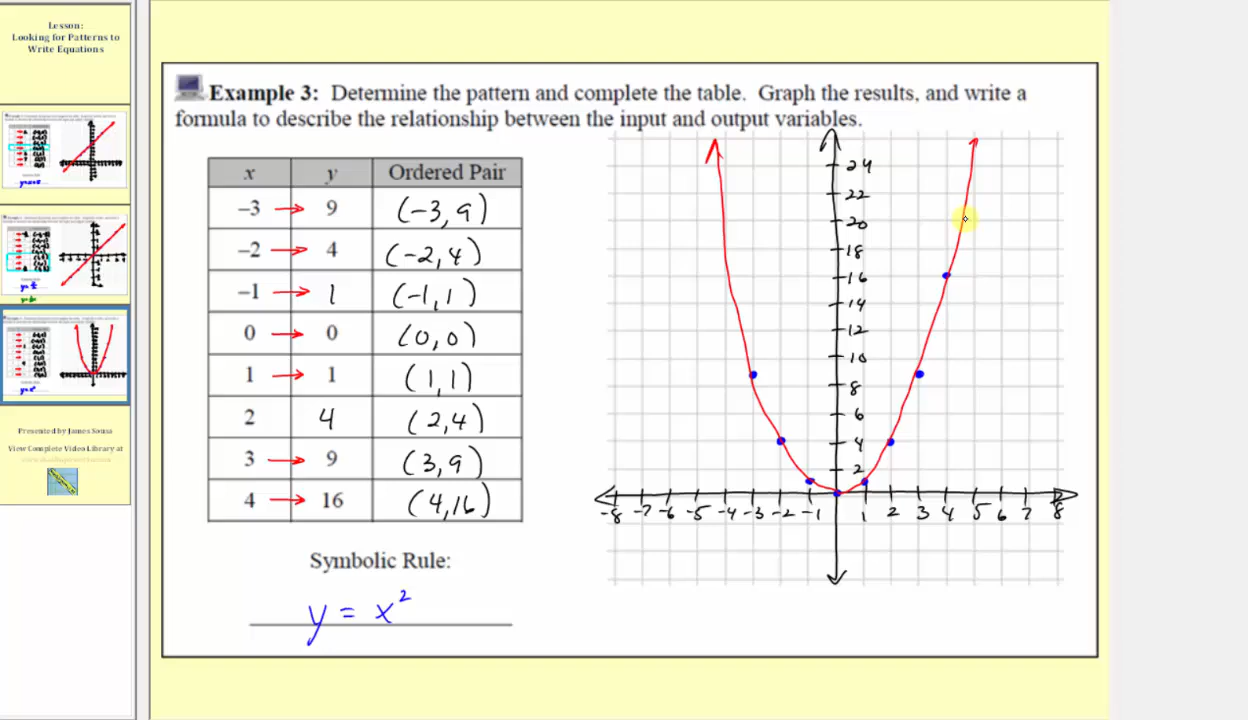 Lesson:
Looking for Patterns to
Write Equations
Presented by James Sousa
View Complete Video Library at
Example 3: Determine the pattern and complete the table. Graph the results, and write a
formula to describe the relationship between the input and output variables.
x y Ordered Pair
-3 → 9 (-3, 9)
-2 → 4 (-2, 4)
-1 → 1 (-1, 1)
0 → 0 (0, 0)
1 → 1 (1, 1)
2 4 (2, 4)
3 → 9 (3, 9)
4 → 16 (4, 16)
Symbolic Rule:
y = x²
24
22
20
18
16
14
12
10
8
6
4
2
-8 -7 -6 -5 -4 -3 -2 -1 1 2 3 4 5 6 7 8